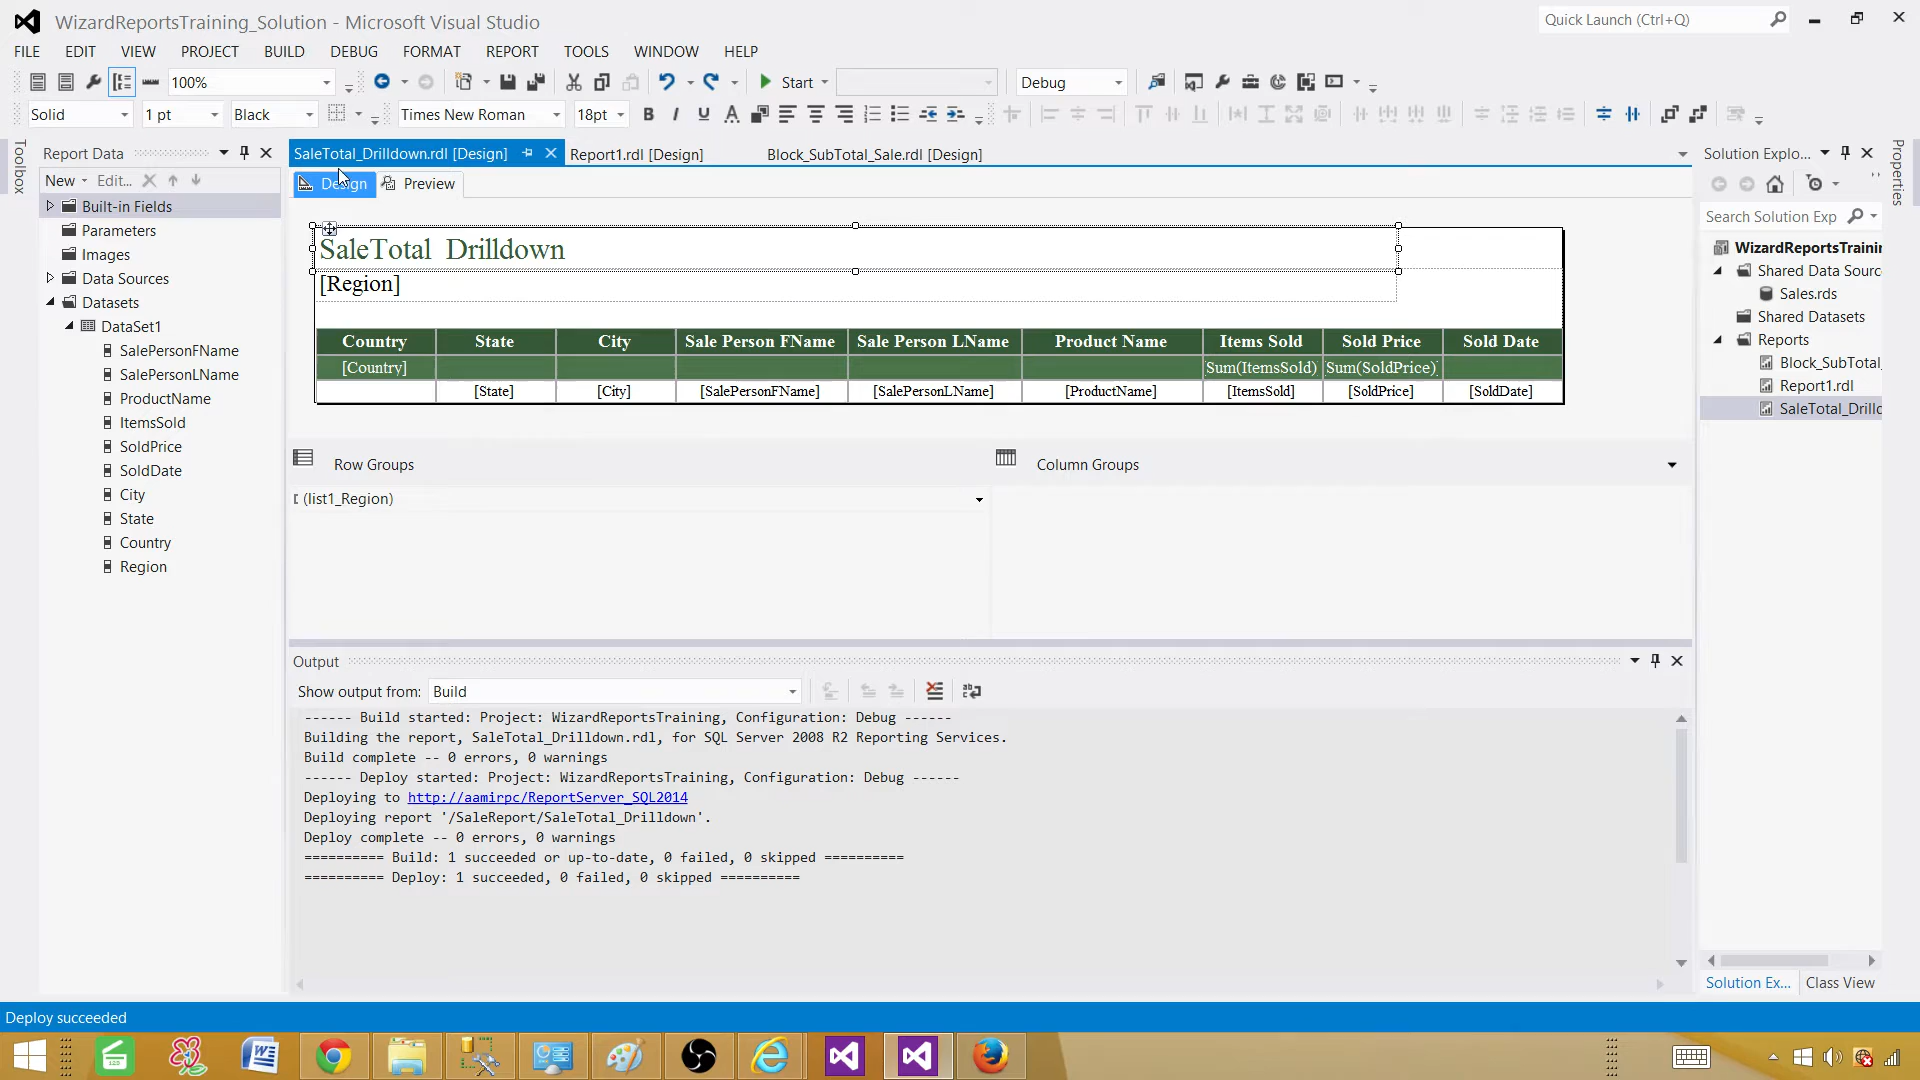 WizardReportsTraining_Solution - Microsoft Visual Studio
Quick Launch (Ctrl+Q)
FILE EDIT VIEW PROJECT BUILD DEBUG FORMAT REPORT TOOLS WINDOW HELP
100% Start Debug
Solid 1 pt Black Times New Roman 18pt B I U A
Toolbox
Report Data
New Edit...
Built-in Fields
Parameters
Images
Data Sources
Datasets
DataSet1
SalePersonFName
SalePersonLName
ProductName
ItemsSold
SoldPrice
SoldDate
City
State
Country
Region
SaleTotal_Drilldown.rdl [Design] Report1.rdl [Design] Block_SubTotal_Sale.rdl [Design]
Design Preview
SaleTotal Drilldown
[Region]
Country State City Sale Person FName Sale Person LName Product Name Items Sold Sold Price Sold Date
[Country] Sum(ItemsSold) Sum(SoldPrice)
[State] [City] [SalePersonFName] [SalePersonLName] [ProductName] [ItemsSold] [SoldPrice] [SoldDate]
Row Groups Column Groups
(list1_Region)
Output
Show output from: Build
------ Build started: Project: WizardReportsTraining, Configuration: Debug ------
Building the report, SaleTotal_Drilldown.rdl, for SQL Server 2008 R2 Reporting Services.
Build complete -- 0 errors, 0 warnings
------ Deploy started: Project: WizardReportsTraining, Configuration: Debug ------
Deploying to http://aamirpc/ReportServer_SQL2014
Deploying report '/SaleReport/SaleTotal_Drilldown'.
Deploy complete -- 0 errors, 0 warnings
========== Build: 1 succeeded or up-to-date, 0 failed, 0 skipped ==========
========== Deploy: 1 succeeded, 0 failed, 0 skipped ==========
Solution Explo...
Search Solution Exp
WizardReportsTrainin
Shared Data Sourc
Sales.rds
Shared Datasets
Reports
Block_SubTotal_
Report1.rdl
SaleTotal_Drillc
Solution Ex... Class View
Properties
Deploy succeeded